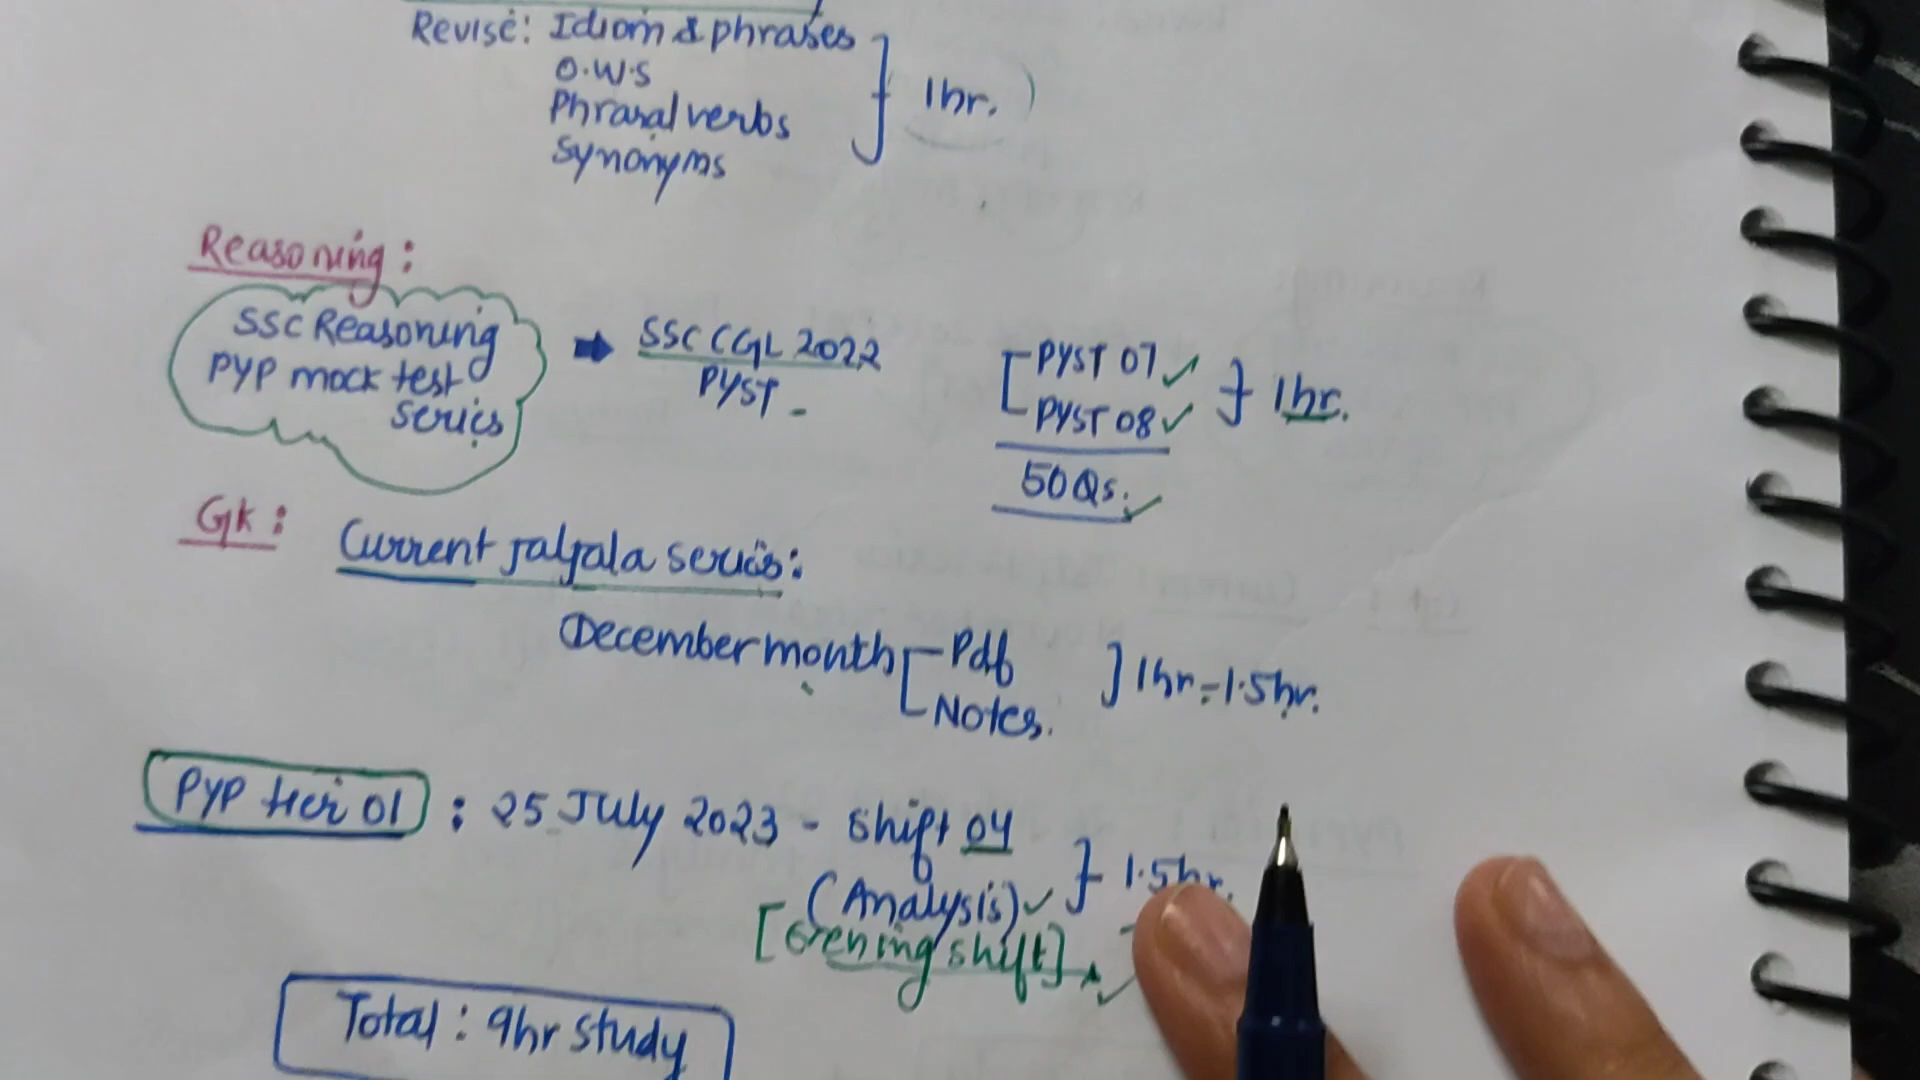 Revise: Idiom & phrases
O.W.S
Phrasal verbs
Synonyms
1hr.
Reasoning:
SSC Reasoning
PYP mock test
series
SSC CGL 2022
PYST
PYST 07
PYST 08
1hr.
50Qs.
Gk:
Current jaljala series:
December month
Pdf
Notes.
1hr-1.5hr.
PYP tier 01 : 25 July 2023 - Shift 04
(Analysis)
1.5hr.
[Evening shift]
Total: 9hr study